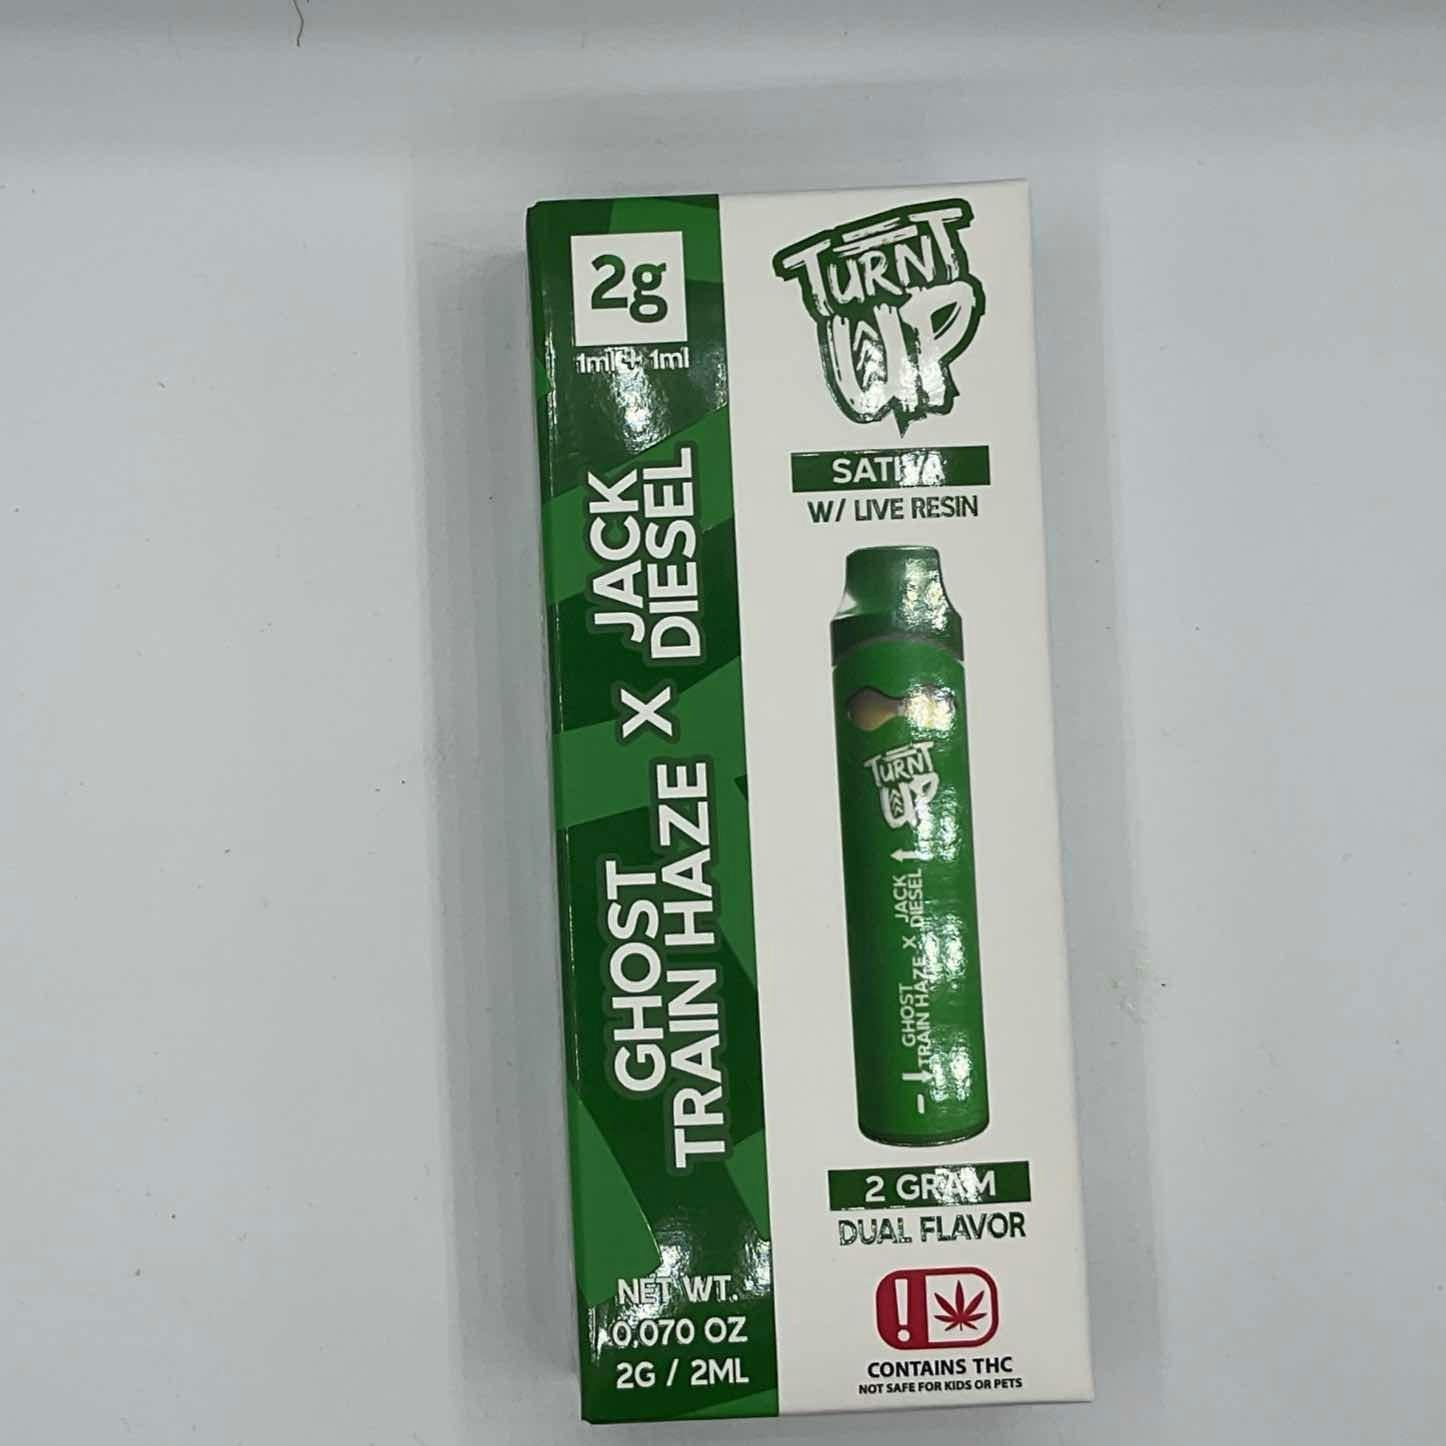 2g
1ml + 1ml
GHOST
TRAIN HAZE X JACK
DIESEL
NET WT.
0,070 OZ
2G / 2ML
TURNT
UP
SATIVA
W/ LIVE RESIN
TURNT
UP
GHOST
TRAIN HAZE X JACK
DIESEL
2 GRAM
DUAL FLAVOR
!
CONTAINS THC
NOT SAFE FOR KIDS OR PETS